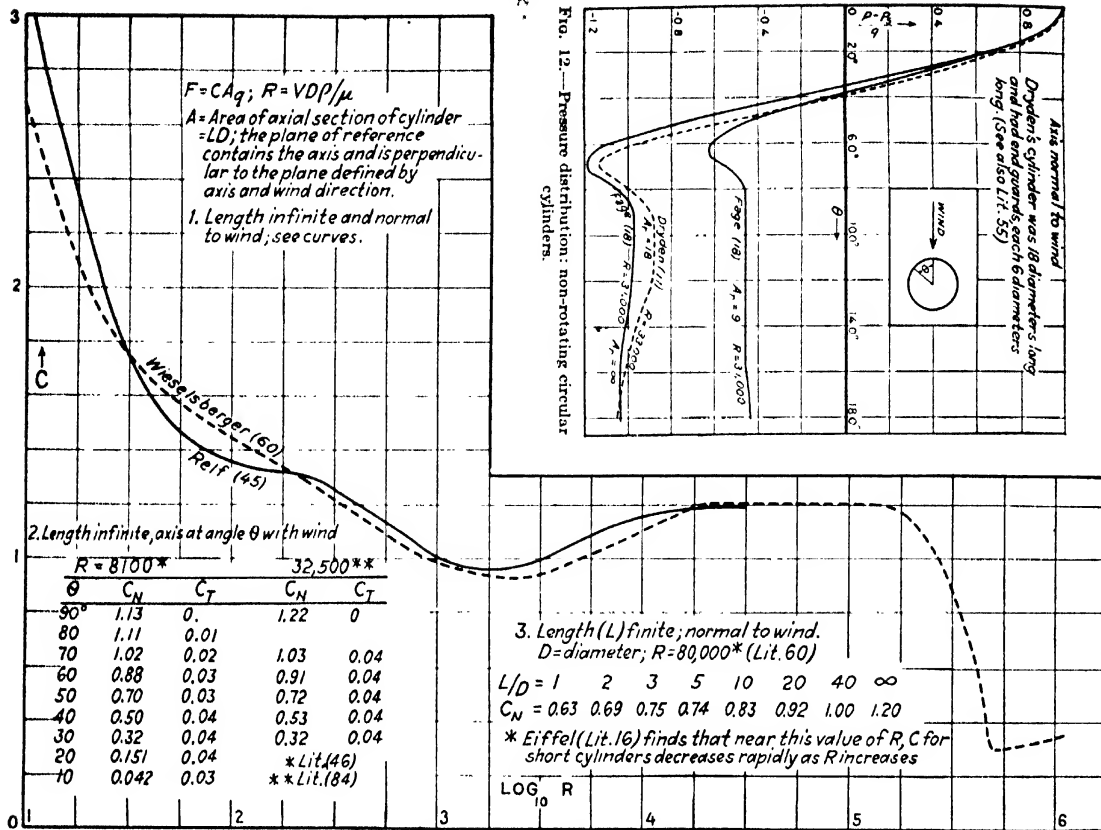 3
F=CAq; R=VDρ/μ
A=Area of axial section of cylinder
=LD; the plane of reference
contains the axis and is perpendicu-
lar to the plane defined by
axis and wind direction.
1. Length infinite and normal
to wind; see curves.
2
↑
C
Wieselsberger (60)
Relf (45)
1
2. Length infinite, axis at angle θ with wind
R = 8100* 32,500**
θ C_N C_T C_N C_T
90° 1.13 0. 1.22 0
80 1.11 0.01
70 1.02 0.02 1.03 0.04
60 0.88 0.03 0.91 0.04
50 0.70 0.03 0.72 0.04
40 0.50 0.04 0.53 0.04
30 0.32 0.04 0.32 0.04
20 0.151 0.04 *Lit.(46)
10 0.042 0.03 **Lit.(84)
0
1 2 3 4 5 6
LOG₁₀ R
3. Length (L) finite; normal to wind.
D=diameter; R=80,000* (Lit. 60)
L/D = 1 2 3 5 10 20 40 ∞
C_N = 0.63 0.69 0.75 0.74 0.83 0.92 1.00 1.20
* Eiffel (Lit. 16) finds that near this value of R, C for
short cylinders decreases rapidly as R increases
Axis normal to wind
Dryden's cylinder was 18 diameters long
and had end guards, each 6 diameters
long. (See also Lit. 55)
WIND
θ
0.8
0.4
0
-0.4
-0.8
-1.2
20° 60° 100° 140° 180°
θ →
Fage (18) A_r = 9 R=31,000
Dryden (11) R=33,000
A_r = 18
Fage (18) R=31,000 A_r = ∞
FIG. 12.—Pressure distribution: non-rotating circular
cylinders.